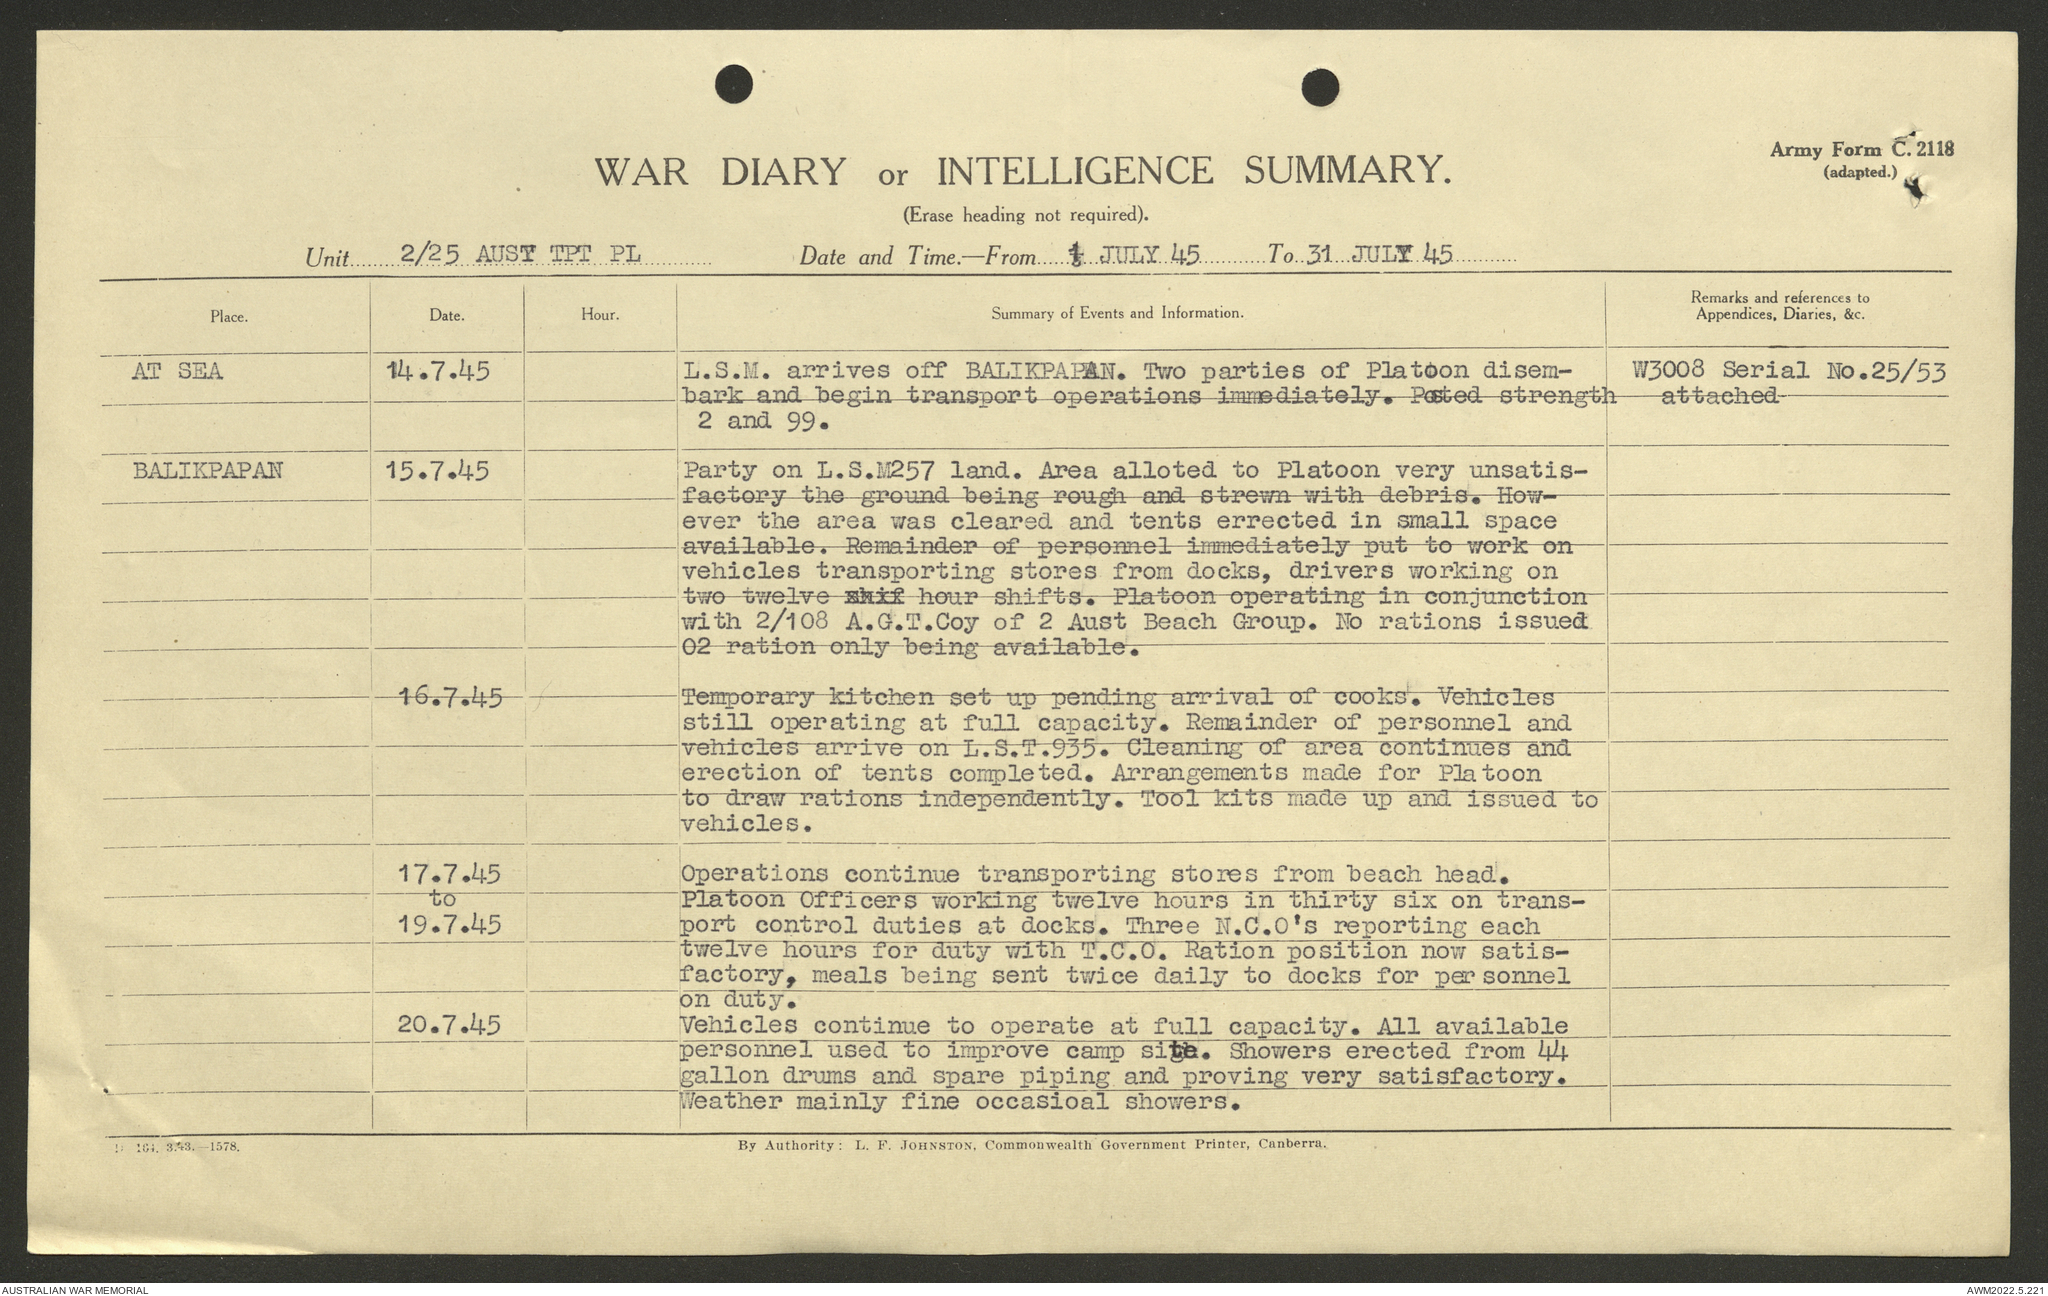 Army Form C. 2118
(adapted.)
WAR DIARY or INTELLIGENCE SUMMARY.
(Erase heading not required).
Unit 2/25 AUST TPT PL Date and Time.—From 1 JULY 45 To 31 JULY 45
Place. Date. Hour. Summary of Events and Information. Remarks and references to
Appendices, Diaries, &c.
AT SEA 14.7.45 L.S.M. arrives off BALIKPAPAN. Two parties of Platoon disem- W3008 Serial No.25/53
bark and begin transport operations immediately. Posted strength attached
2 and 99.
BALIKPAPAN 15.7.45 Party on L.S.M257 land. Area alloted to Platoon very unsatis-
factory the ground being rough and strewn with debris. How-
ever the area was cleared and tents errected in small space
available. Remainder of personnel immediately put to work on
vehicles transporting stores from docks, drivers working on
two twelve shif hour shifts. Platoon operating in conjunction
with 2/108 A.G.T.Coy of 2 Aust Beach Group. No rations issued
O2 ration only being available.
16.7.45 Temporary kitchen set up pending arrival of cooks. Vehicles
still operating at full capacity. Remainder of personnel and
vehicles arrive on L.S.T.935. Cleaning of area continues and
erection of tents completed. Arrangements made for Platoon
to draw rations independently. Tool kits made up and issued to
vehicles.
17.7.45 Operations continue transporting stores from beach head.
to Platoon Officers working twelve hours in thirty six on trans-
19.7.45 port control duties at docks. Three N.C.O's reporting each
twelve hours for duty with T.C.O. Ration position now satis-
factory, meals being sent twice daily to docks for personnel
on duty.
20.7.45 Vehicles continue to operate at full capacity. All available
personnel used to improve camp site. Showers erected from 44
gallon drums and spare piping and proving very satisfactory.
Weather mainly fine occasioal showers.
164. 3.43.—1578. By Authority: L. F. JOHNSTON, Commonwealth Government Printer, Canberra.
AUSTRALIAN WAR MEMORIAL AWM2022.5.221